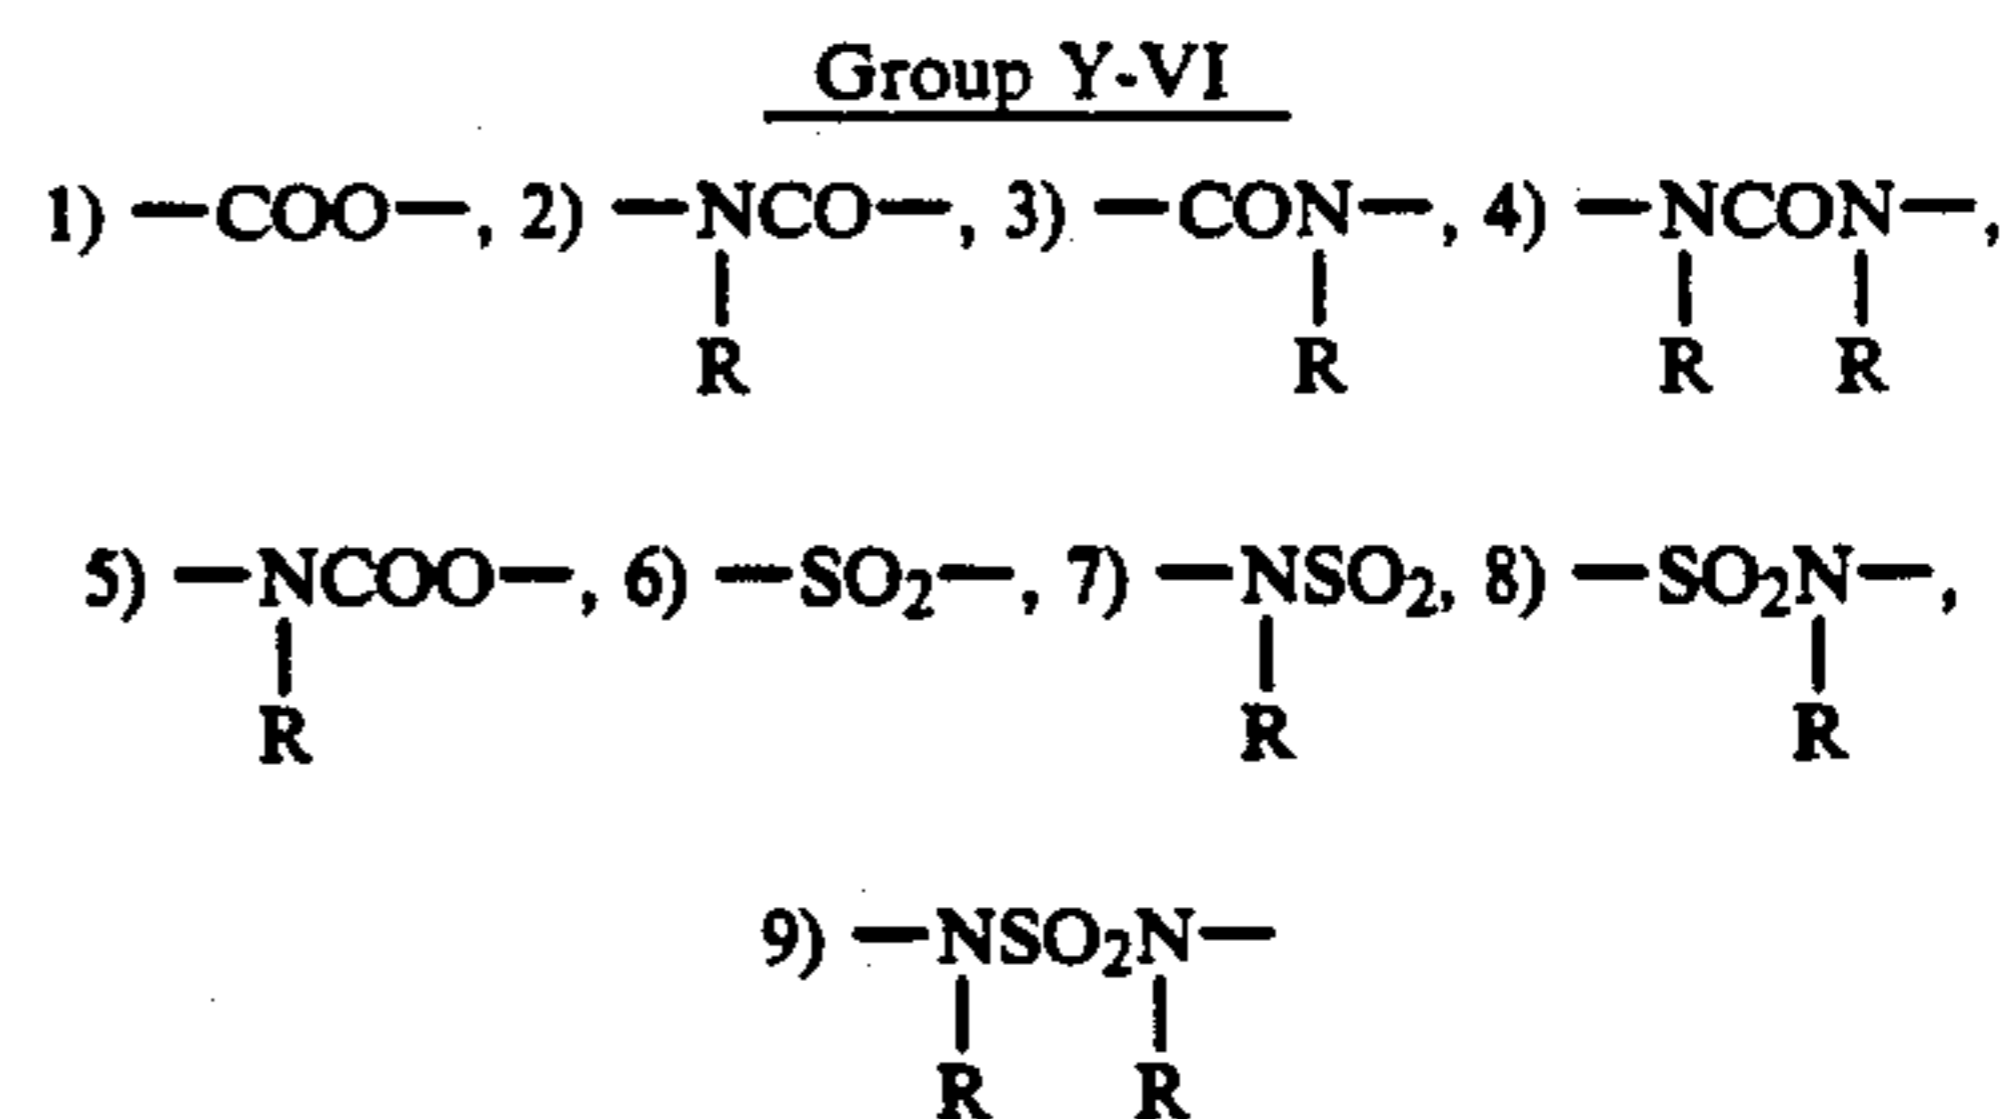 Group Y-VI
1) —COO—, 2) —NCO—, 3) —CON—, 4) —NCON—,
R R R R
5) —NCOO—, 6) —SO2—, 7) —NSO2, 8) —SO2N—,
R R R
9) —NSO2N—
R R